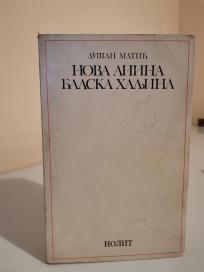 ДУШАН МАТИЋ
НОВА АНИНА
БАЛСКА ХАЉИНА
НОЛИТ